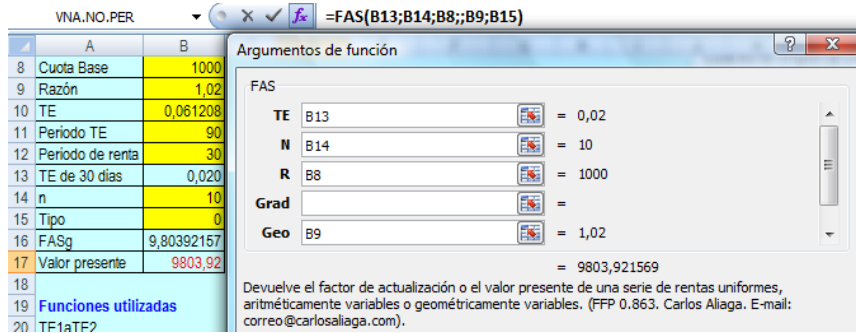 VNA.NO.PER =FAS(B13;B14;B8;;B9;B15)
A B
8 Cuota Base 1000
9 Razón 1,02
10 TE 0,061208
11 Periodo TE 90
12 Periodo de renta 30
13 TE de 30 días 0,020
14 n 10
15 Tipo 0
16 FASg 9,80392157
17 Valor presente 9803,92
18
19 Funciones utilizadas
20 TE1aTE2
Argumentos de función
FAS
TE B13 = 0,02
N B14 = 10
R B8 = 1000
Grad =
Geo B9 = 1,02
= 9803,921569
Devuelve el factor de actualización o el valor presente de una serie de rentas uniformes,
aritméticamente variables o geométricamente variables. (FFP 0.863. Carlos Aliaga. E-mail:
correo@carlosaliaga.com).